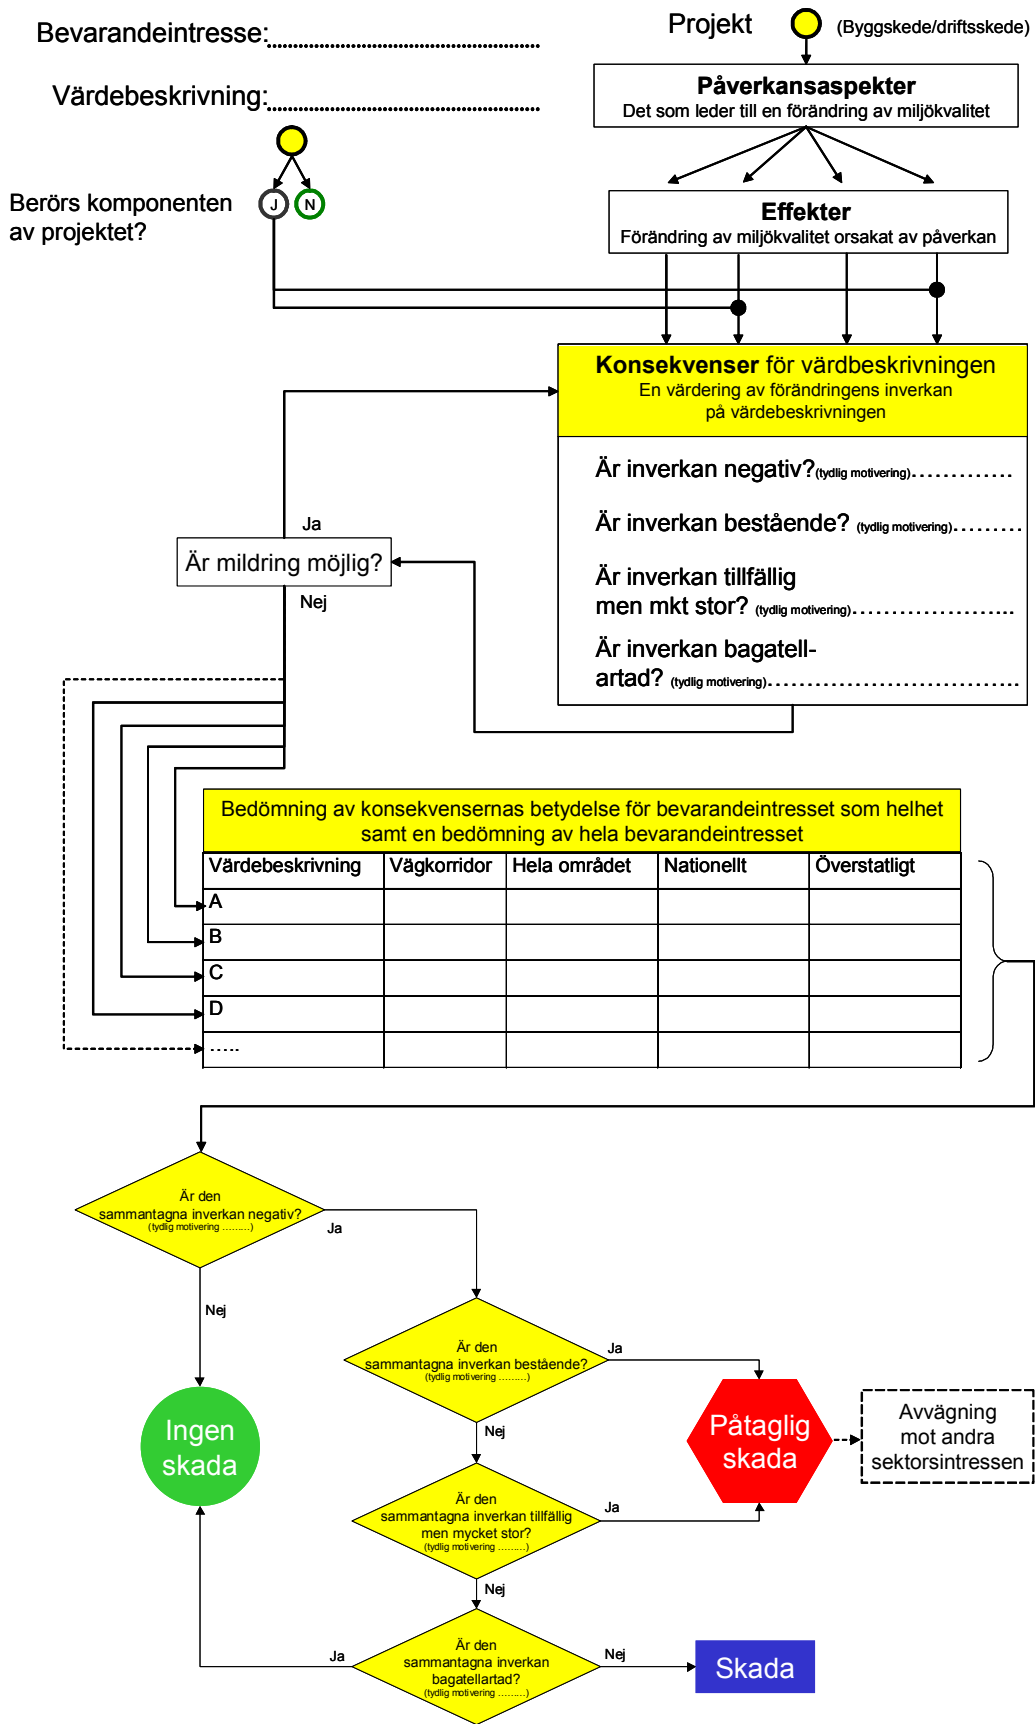 Bevarandeintresse:
Värdebeskrivning:
Berörs komponenten
av projektet?
J
N
Projekt
(Byggskede/driftsskede)
Påverkansaspekter
Det som leder till en förändring av miljökvalitet
Effekter
Förändring av miljökvalitet orsakat av påverkan
Konsekvenser för värdbeskrivningen
En värdering av förändringens inverkan
på värdebeskrivningen
Är inverkan negativ? (tydlig motivering).............
Är inverkan bestående? (tydlig motivering).........
Är inverkan tillfällig
men mkt stor? (tydlig motivering).....................
Är inverkan bagatell-
artad? (tydlig motivering)................................
Ja
Är mildring möjlig?
Nej
Bedömning av konsekvensernas betydelse för bevarandeintresset som helhet
samt en bedömning av hela bevarandeintresset
Värdebeskrivning Vägkorridor Hela området Nationellt Överstatligt
A
B
C
D
.....
Är den
sammantagna inverkan negativ?
(tydlig motivering .........)
Ja
Nej
Är den
sammantagna inverkan bestående?
(tydlig motivering .........)
Ja
Nej
Ingen
skada
Påtaglig
skada
Avvägning
mot andra
sektorsintressen
Är den
sammantagna inverkan tillfällig
men mycket stor?
(tydlig motivering .........)
Ja
Nej
Är den
sammantagna inverkan
bagatellartad?
(tydlig motivering .........)
Ja
Nej
Skada